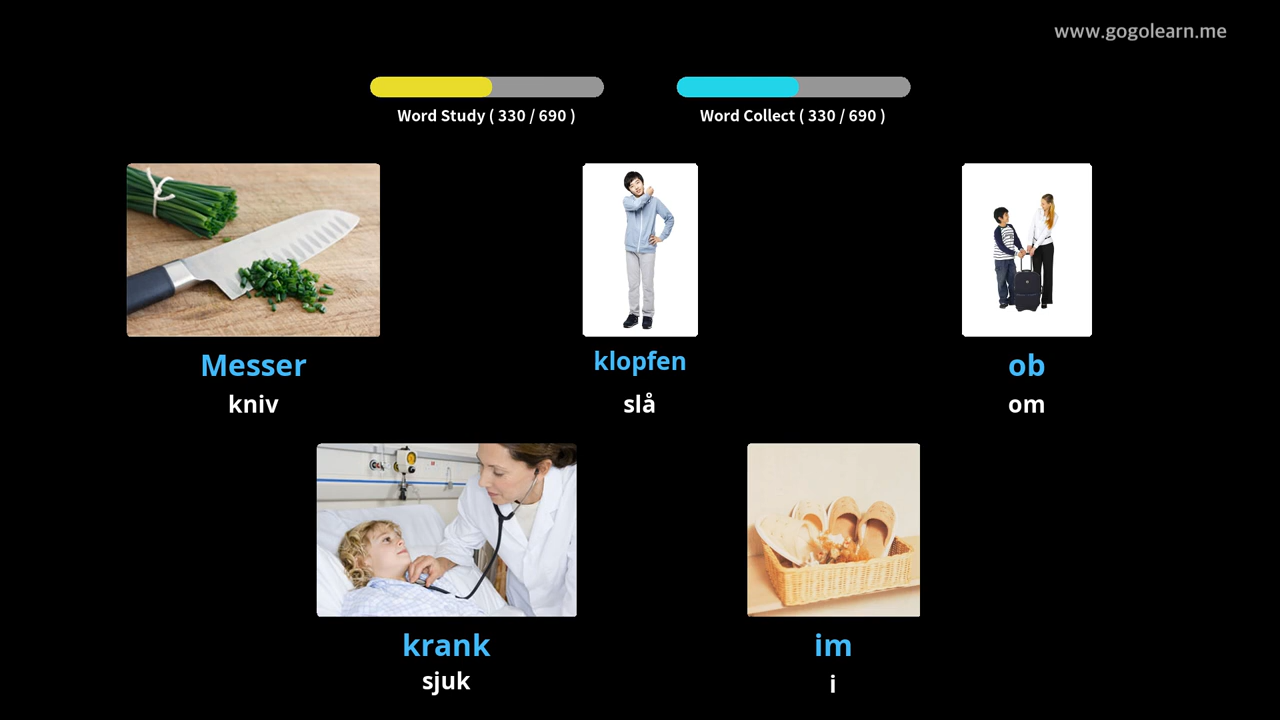 www.gogolearn.me
Word Study ( 330 / 690 )
Word Collect ( 330 / 690 )
Messer
kniv
klopfen
slå
ob
om
krank
sjuk
im
i